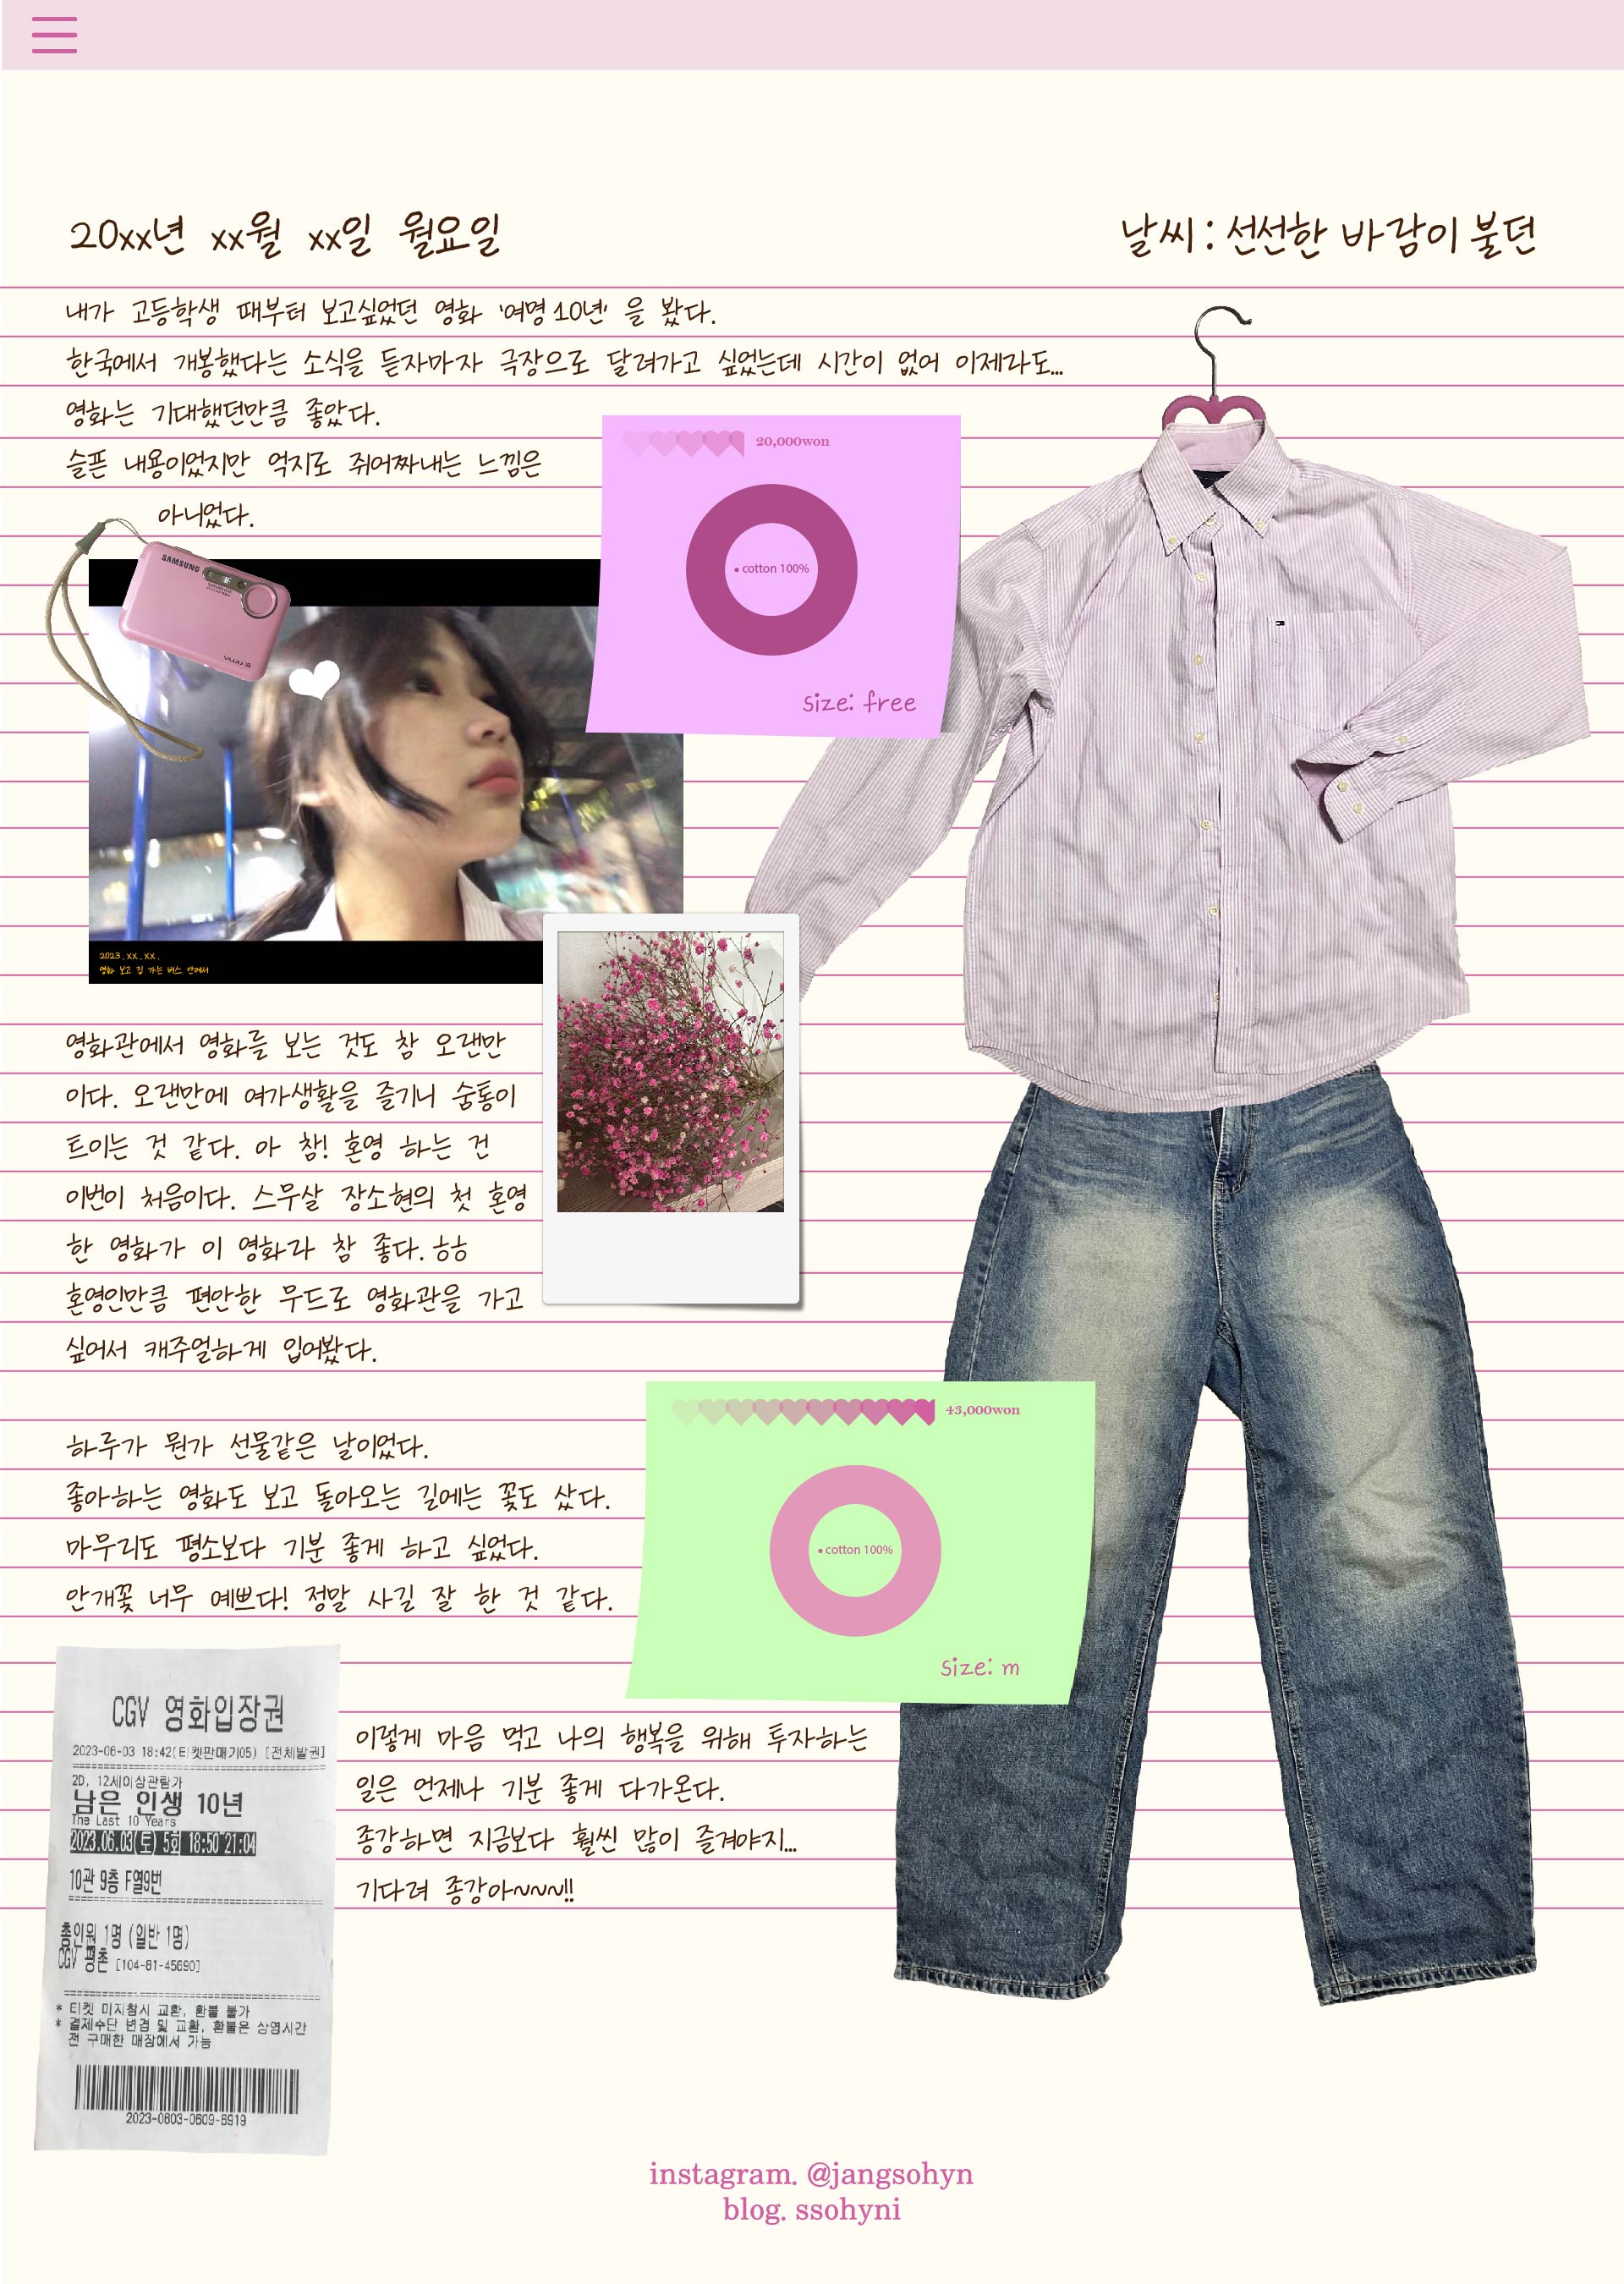 20xx년 xx월 xx일 월요일
날씨 : 선선한 바람이 불던
내가 고등학생 때부터 보고싶었던 영화 '여명 10년' 을 봤다.
한국에서 개봉했다는 소식을 듣자마자 극장으로 달려가고 싶었는데 시간이 없어 이제라도...
영화는 기대했던만큼 좋았다.
슬픈 내용이었지만 억지로 쥐어짜내는 느낌은
아니었다.
20,000won
• cotton 100%
size: free
SAMSUNG
2023.xx.xx.
영화 보고 집 가는 버스 안에서
영화관에서 영화를 보는 것도 참 오랜만
이다. 오랜만에 여가생활을 즐기니 숨통이
트이는 것 같다. 아 참! 혼영 하는 건
이번이 처음이다. 스무살 장소현의 첫 혼영
한 영화가 이 영화라 참 좋다. ㅎㅎ
혼영인만큼 편안한 무드로 영화관을 가고
싶어서 캐주얼하게 입어봤다.
43,000won
• cotton 100%
size: m
하루가 뭔가 선물같은 날이었다.
좋아하는 영화도 보고 돌아오는 길에는 꽃도 샀다.
마무리도 평소보다 기분 좋게 하고 싶었다.
안개꽃 너무 예쁘다! 정말 사길 잘 한 것 같다.
CGV 영화입장권
2023-06-03 18:42(티켓판매기05) [전체발권]
2D, 12세이상관람가
남은 인생 10년
The Last 10 Years
2023.06.03(토) 5회 18:50~21:04
10관 9층 F열9번
총인원 1명 (일반 1명)
CGV 평촌 [104-81-45690]
* 티켓 미지참시 교환, 환불 불가
* 결제수단 변경 및 교환, 환불은 상영시간
전 구매한 매장에서 가능
2023-0603-0609-6919
이렇게 마음 먹고 나의 행복을 위해 투자하는
일은 언제나 기분 좋게 다가온다.
종강하면 지금보다 훨씬 많이 즐겨야지...
기다려 종강아~~~!!
instagram. @jangsohyn
blog. ssohyni